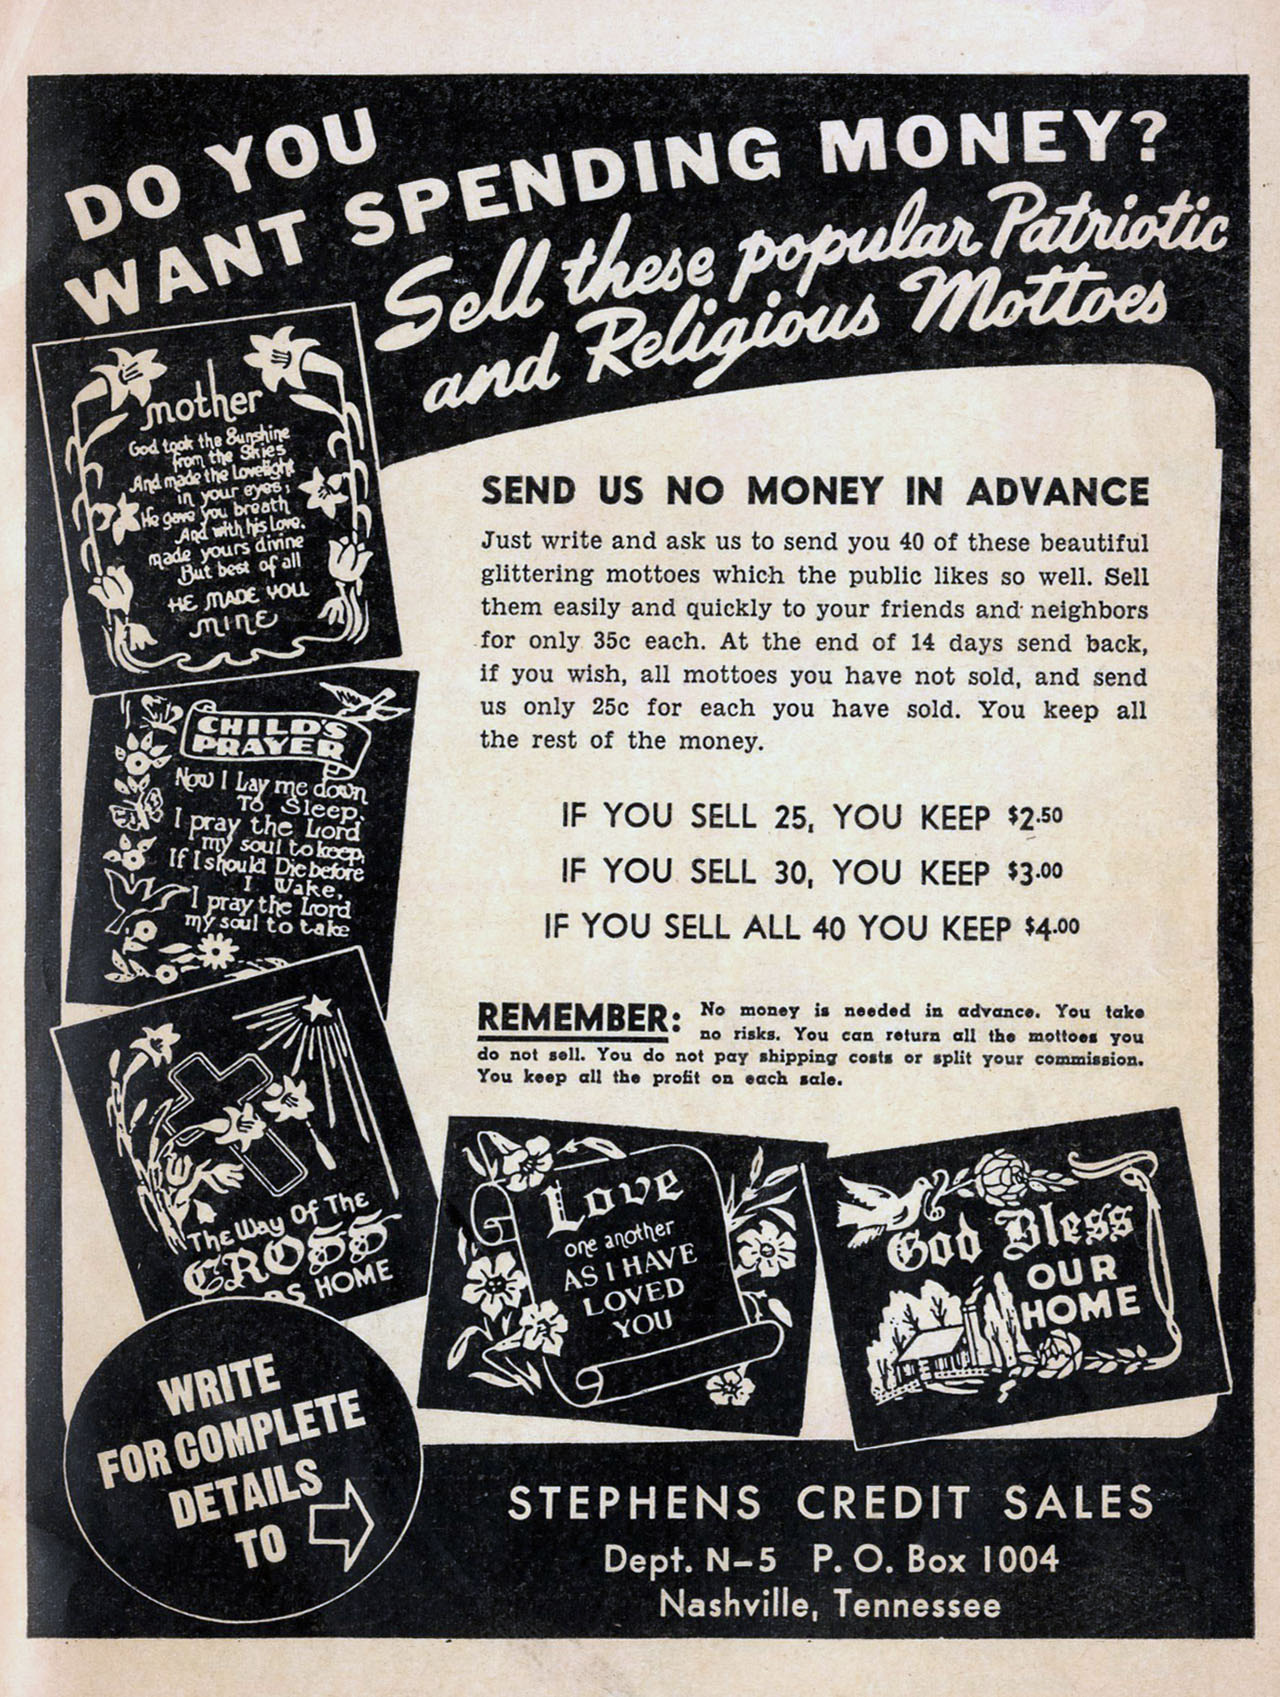 DO YOU
WANT SPENDING MONEY?
Sell these popular Patriotic
and Religious Mottoes
mother
God took the Sunshine
from the Skies
And made the Lovelight
in your eyes;
He gave you breath
And with his Love,
made yours divine
But best of all
HE MADE YOU
MINE
CHILD'S
PRAYER
Now I Lay me down
To Sleep,
I pray the Lord
my soul to keep,
If I should Die before
I Wake,
I pray the Lord
my soul to take
The Way Of The
CROSS
DS HOME
SEND US NO MONEY IN ADVANCE
Just write and ask us to send you 40 of these beautiful
glittering mottoes which the public likes so well. Sell
them easily and quickly to your friends and neighbors
for only 35c each. At the end of 14 days send back,
if you wish, all mottoes you have not sold, and send
us only 25c for each you have sold. You keep all
the rest of the money.
IF YOU SELL 25, YOU KEEP $2.50
IF YOU SELL 30, YOU KEEP $3.00
IF YOU SELL ALL 40 YOU KEEP $4.00
REMEMBER: No money is needed in advance. You take
no risks. You can return all the mottoes you
do not sell. You do not pay shipping costs or split your commission.
You keep all the profit on each sale.
Love
one another
AS I HAVE
LOVED
YOU
God Bless
OUR
HOME
WRITE
FOR COMPLETE
DETAILS
TO
STEPHENS CREDIT SALES
Dept. N-5 P. O. Box 1004
Nashville, Tennessee